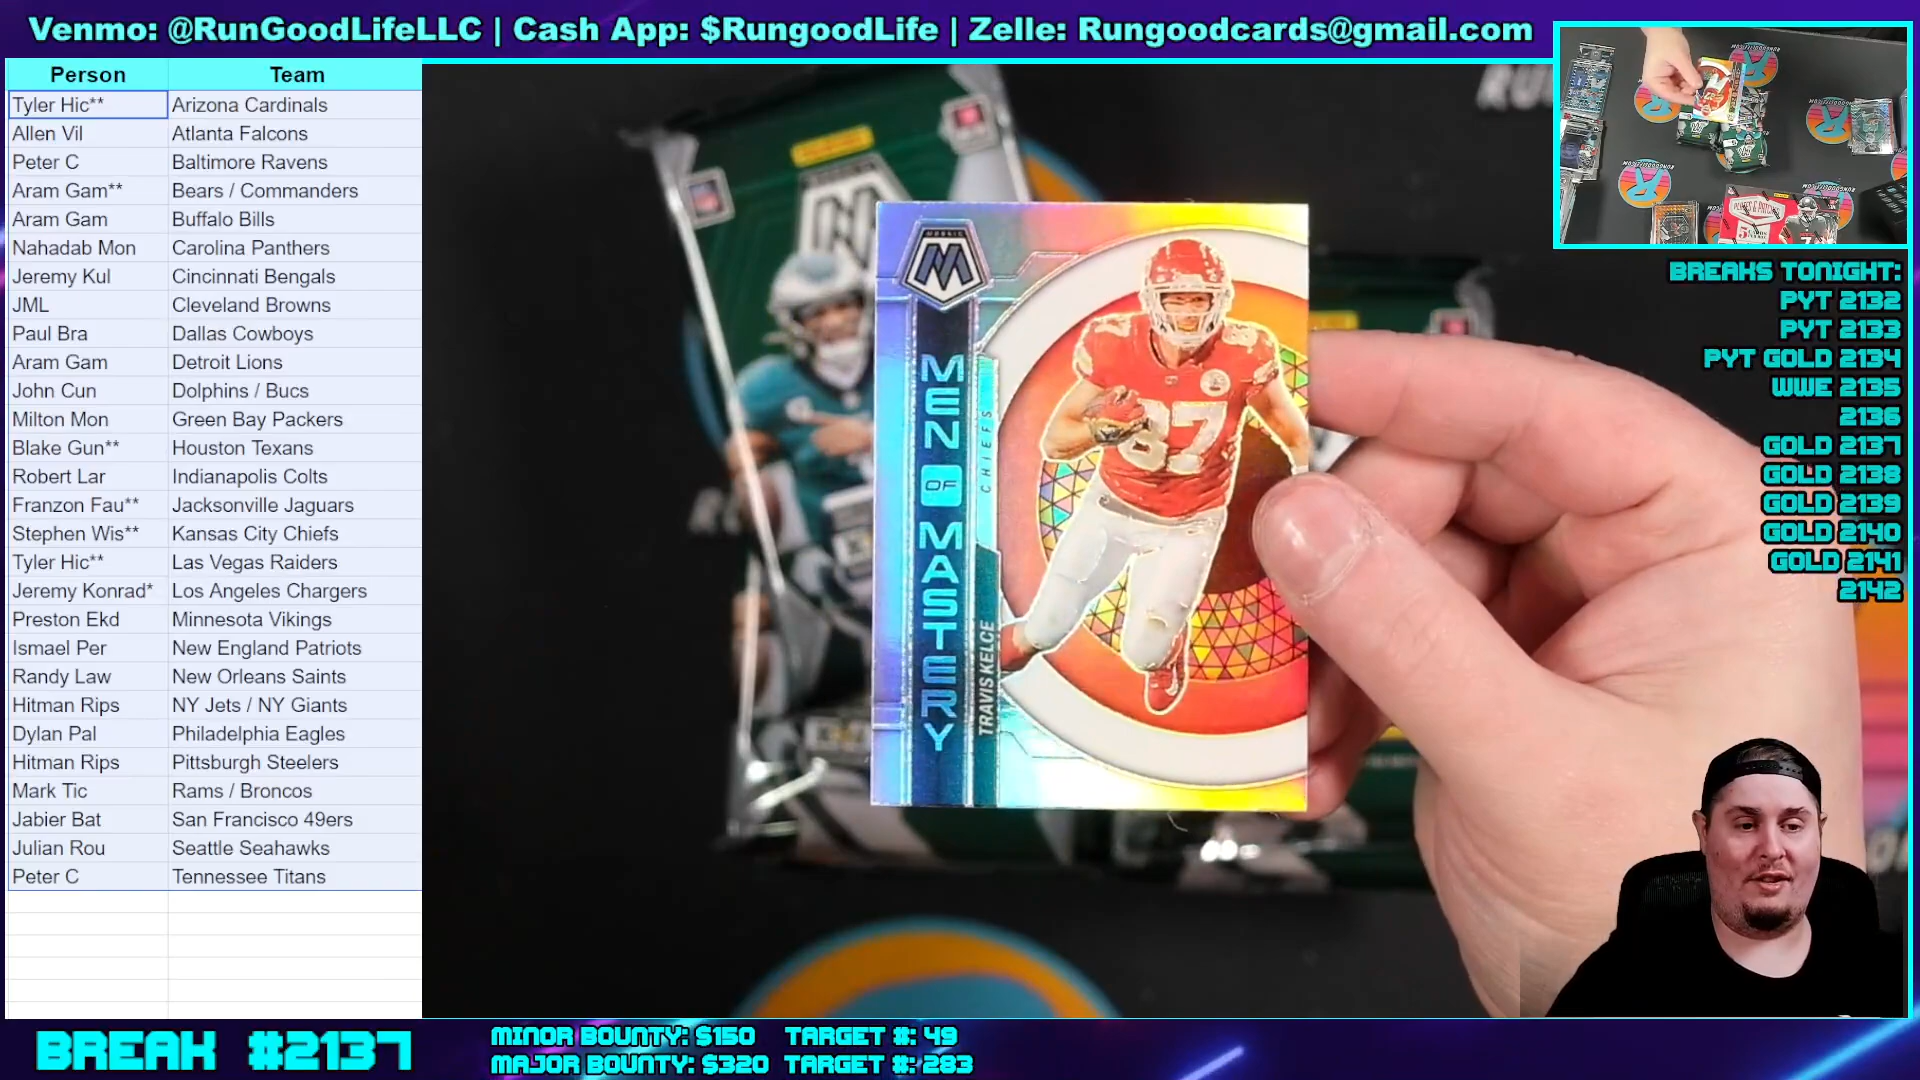 Venmo: @RunGoodLifeLLC | Cash App: $RungoodLife | Zelle: Rungoodcards@gmail.com
Person Team
Tyler Hic** Arizona Cardinals
Allen Vil Atlanta Falcons
Peter C Baltimore Ravens
Aram Gam** Bears / Commanders
Aram Gam Buffalo Bills
Nahadab Mon Carolina Panthers
Jeremy Kul Cincinnati Bengals
JML Cleveland Browns
Paul Bra Dallas Cowboys
Aram Gam Detroit Lions
John Cun Dolphins / Bucs
Milton Mon Green Bay Packers
Blake Gun** Houston Texans
Robert Lar Indianapolis Colts
Franzon Fau** Jacksonville Jaguars
Stephen Wis** Kansas City Chiefs
Tyler Hic** Las Vegas Raiders
Jeremy Konrad* Los Angeles Chargers
Preston Ekd Minnesota Vikings
Ismael Per New England Patriots
Randy Law New Orleans Saints
Hitman Rips NY Jets / NY Giants
Dylan Pal Philadelphia Eagles
Hitman Rips Pittsburgh Steelers
Mark Tic Rams / Broncos
Jabier Bat San Francisco 49ers
Julian Rou Seattle Seahawks
Peter C Tennessee Titans
MOSAIC
M
MEN OF MASTERY
CHIEFS
TRAVIS KELCE
87
87
BREAKS TONIGHT:
PYT 2132
PYT 2133
PYT GOLD 2134
WWE 2135
2136
GOLD 2137
GOLD 2138
GOLD 2139
GOLD 2140
GOLD 2141
2142
BREAK #2137
MINOR BOUNTY: $150 TARGET #: 49
MAJOR BOUNTY: $320 TARGET #: 283